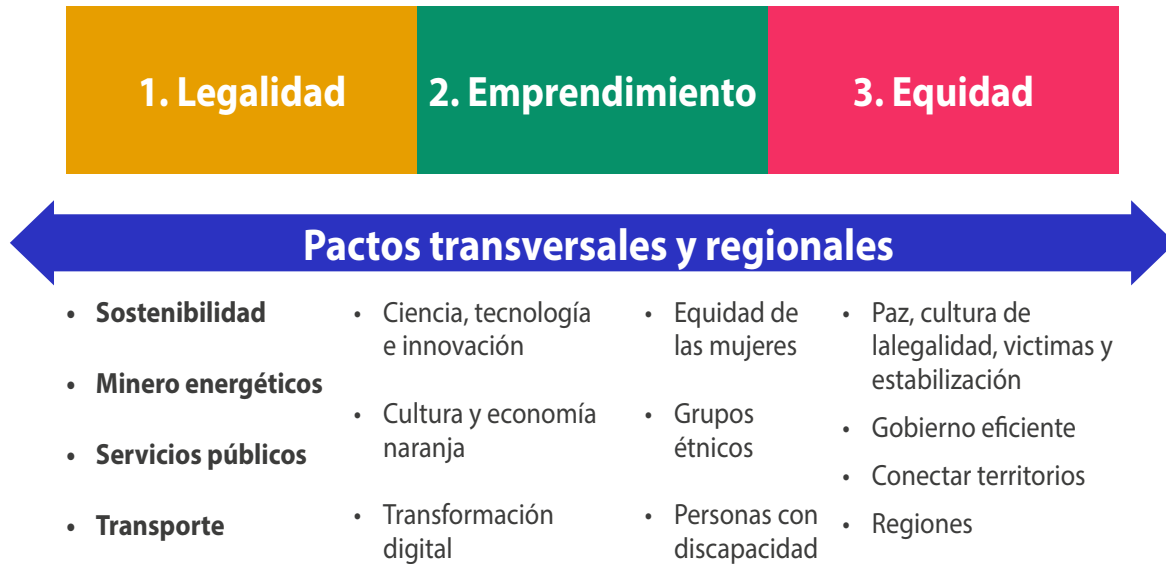 1. Legalidad
2. Emprendimiento
3. Equidad
Pactos transversales y regionales
• Sostenibilidad
• Minero energéticos
• Servicios públicos
• Transporte
• Ciencia, tecnología
e innovación
• Cultura y economía
naranja
• Transformación
digital
• Equidad de
las mujeres
• Grupos
étnicos
• Personas con
discapacidad
• Paz, cultura de
lalegalidad, victimas y
estabilización
• Gobierno eficiente
• Conectar territorios
• Regiones